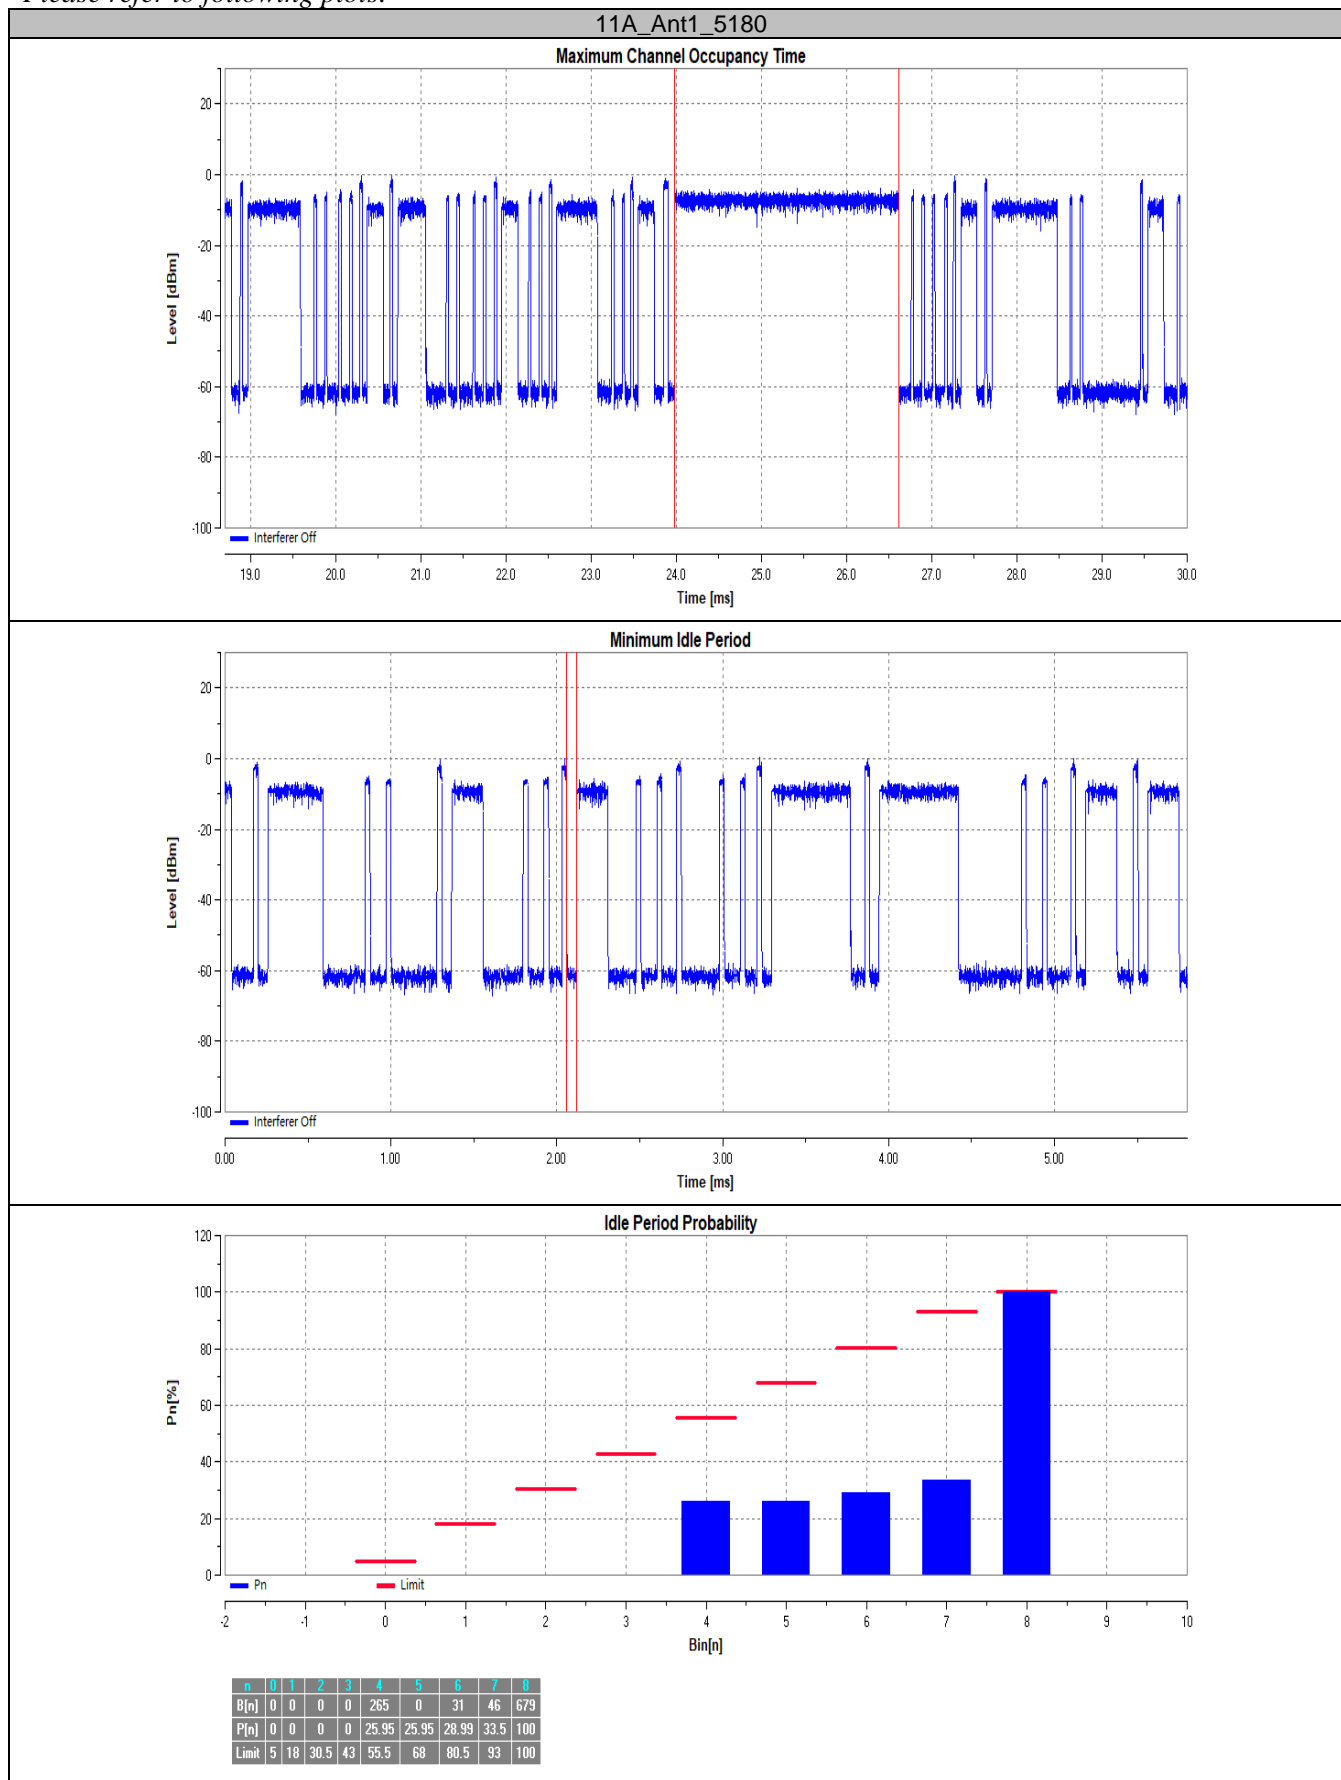 Please refer to following plots:
11A_Ant1_5180
Maximum Channel Occupancy Time
Level [dBm]
20
0
-20
-40
-60
-80
-100
Interferer Off
19.0 20.0 21.0 22.0 23.0 24.0 25.0 26.0 27.0 28.0 29.0 30.0
Time [ms]
Minimum Idle Period
Level [dBm]
20
0
-20
-40
-60
-80
-100
Interferer Off
0.00 1.00 2.00 3.00 4.00 5.00
Time [ms]
Idle Period Probability
Pn[%]
120
100
80
60
40
20
0
Pn Limit
-2 -1 0 1 2 3 4 5 6 7 8 9 10
Bin[n]
n 0 1 2 3 4 5 6 7 8
B[n] 0 0 0 0 265 0 31 46 679
P[n] 0 0 0 0 25.95 25.95 28.99 33.5 100
Limit 5 18 30.5 43 55.5 68 80.5 93 100